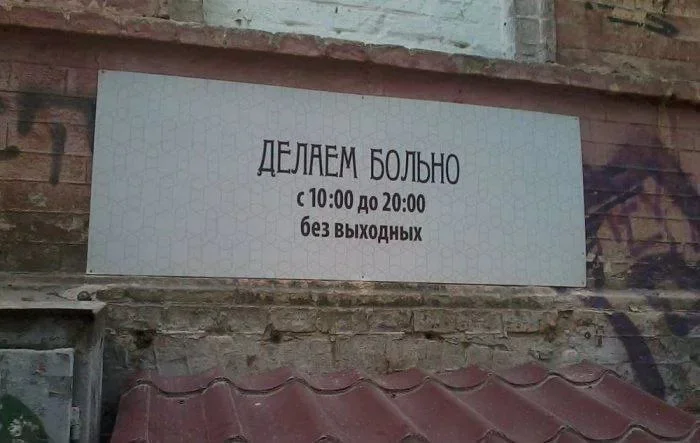 ДЕЛАЕМ БОЛЬНО
с 10:00 до 20:00
без выходных